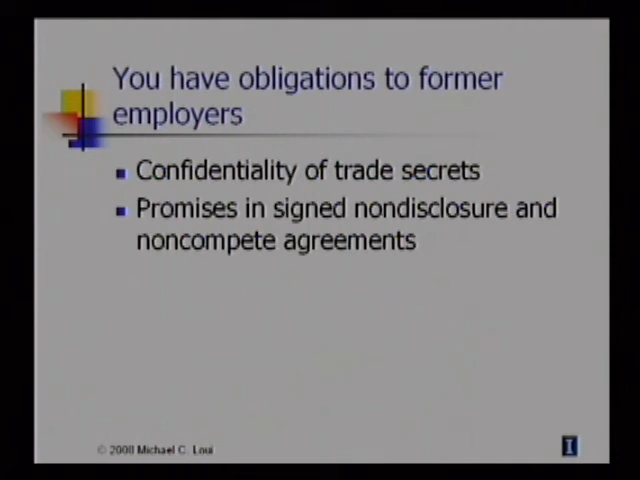 You have obligations to former
employers
Confidentiality of trade secrets
Promises in signed nondisclosure and
noncompete agreements
© 2008 Michael C. Loui
I